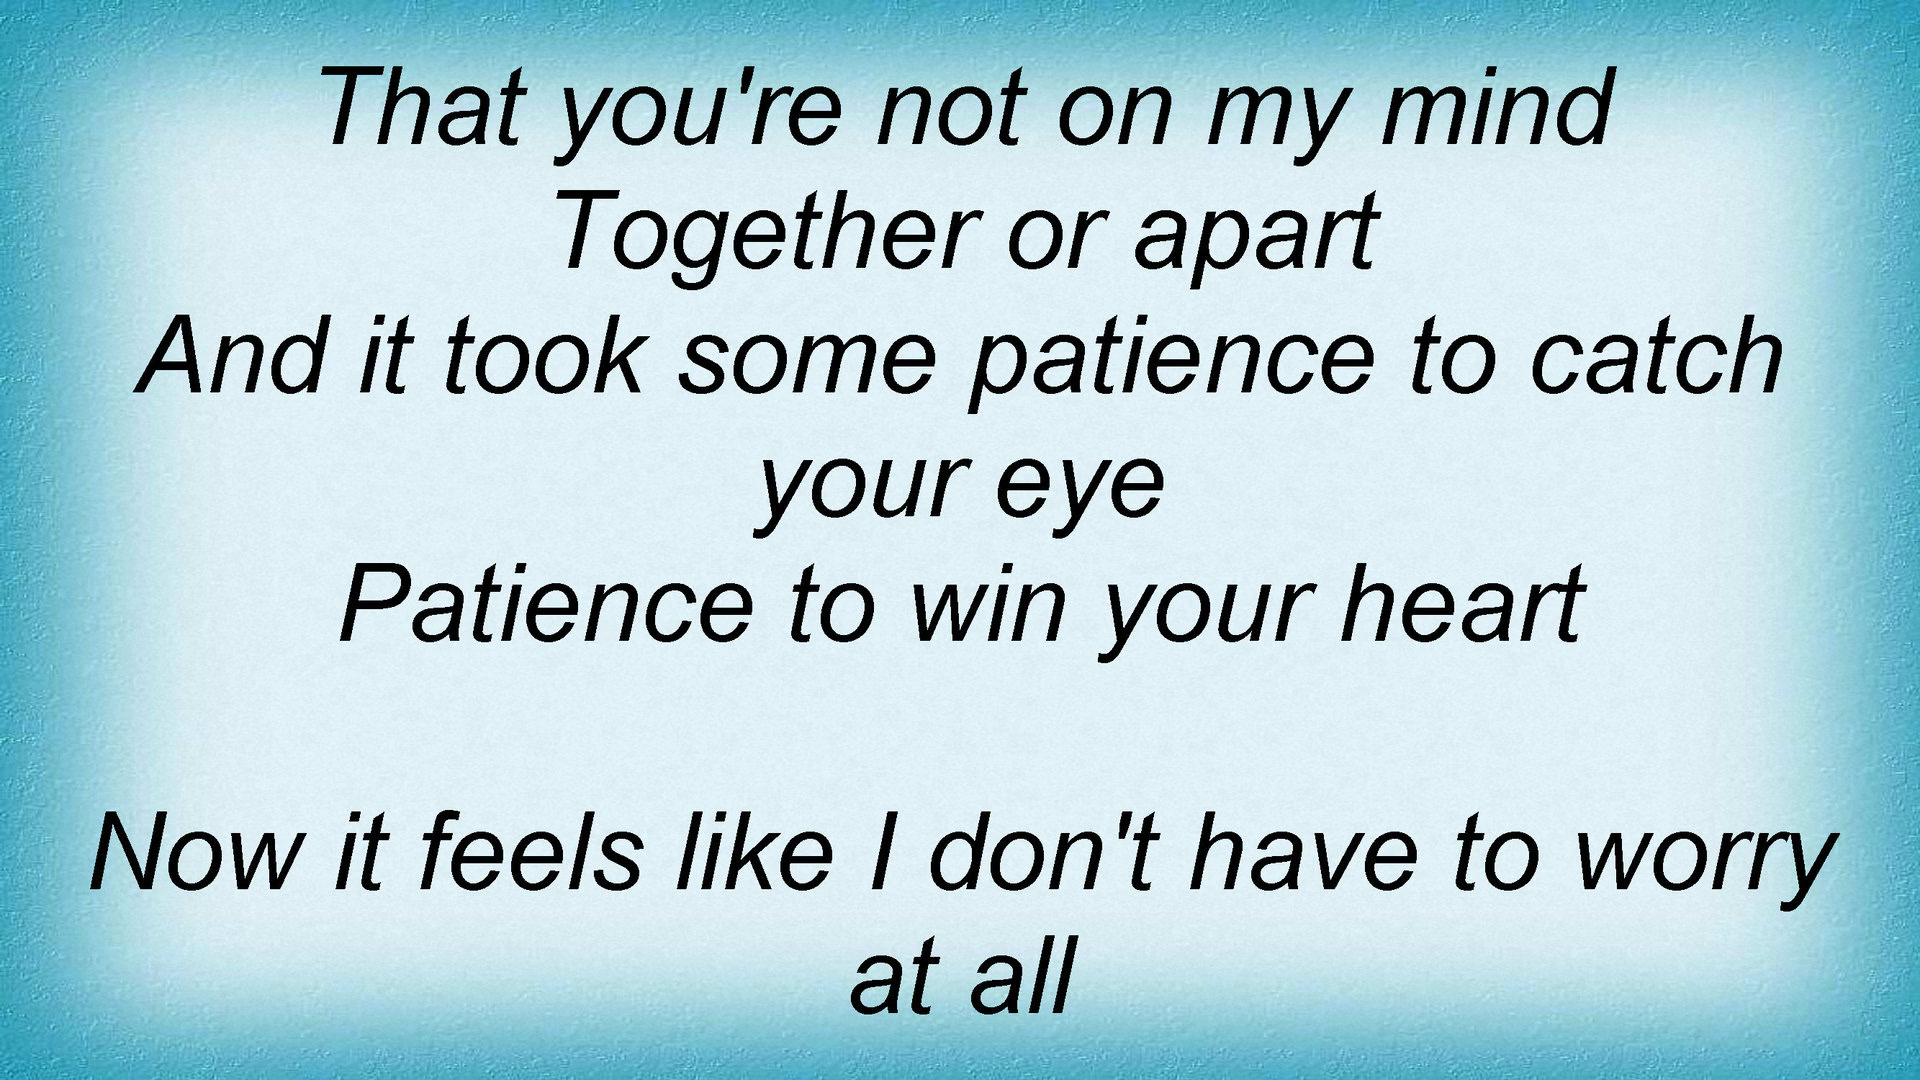 That you're not on my mind
Together or apart
And it took some patience to catch
your eye
Patience to win your heart
Now it feels like I don't have to worry
at all